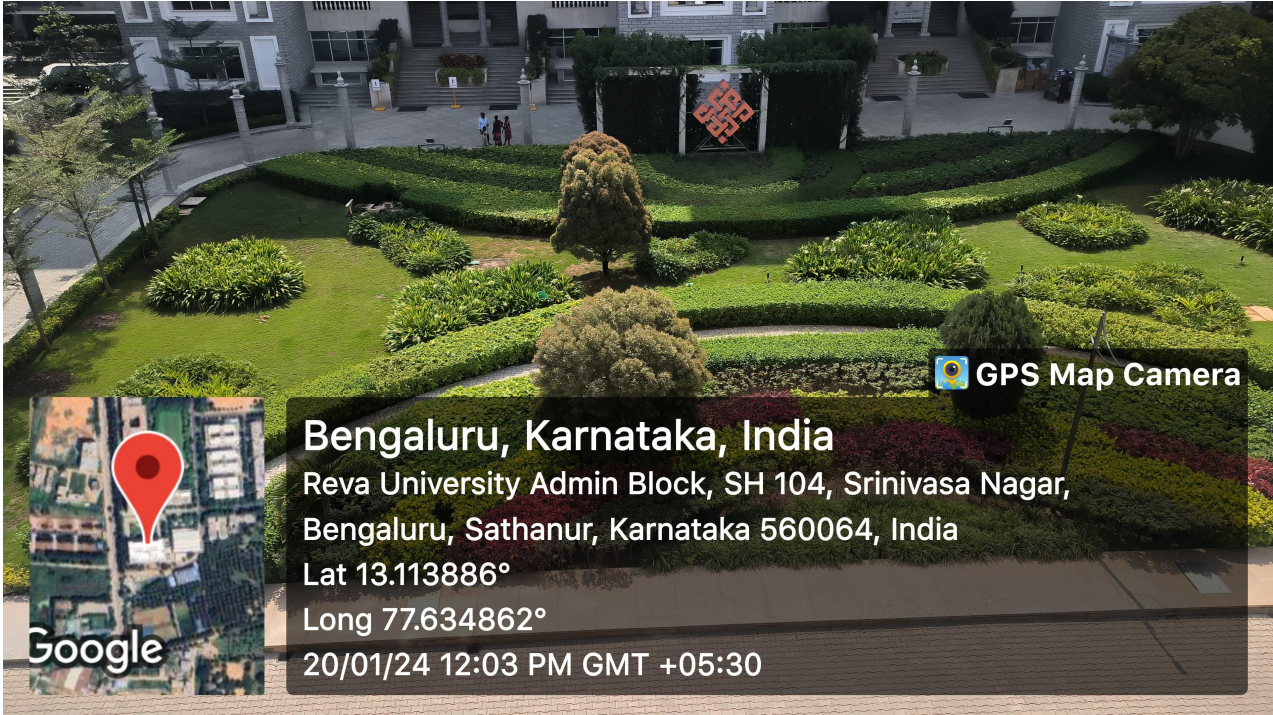 GPS Map Camera
Bengaluru, Karnataka, India
Reva University Admin Block, SH 104, Srinivasa Nagar,
Bengaluru, Sathanur, Karnataka 560064, India
Lat 13.113886°
Long 77.634862°
20/01/24 12:03 PM GMT +05:30
Google